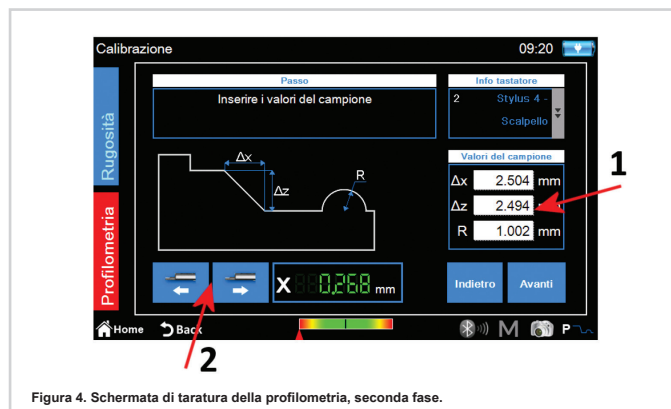 Calibrazione
09:20
Rugosità
Profilometria
Passo
Inserire i valori del campione
Info tastatore
2 Stylus 4 -
Scalpello
Δx
Δz
R
Valori del campione
Δx 2.504 mm
Δz 2.494 mm
R 1.002 mm
1
X 0,268 mm
Indietro
Avanti
Home
Back
M
P
2
Figura 4. Schermata di taratura della profilometria, seconda fase.